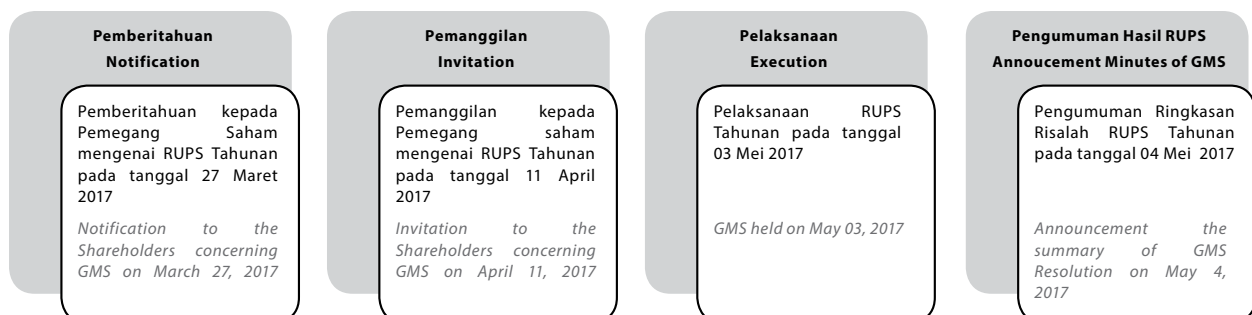 Pemberitahuan
Notification
Pemberitahuan kepada
Pemegang Saham
mengenai RUPS Tahunan
pada tanggal 27 Maret
2017
Notification to the
Shareholders concerning
GMS on March 27, 2017
Pemanggilan
Invitation
Pemanggilan kepada
Pemegang saham
mengenai RUPS Tahunan
pada tanggal 11 April
2017
Invitation to the
Shareholders concerning
GMS on April 11, 2017
Pelaksanaan
Execution
Pelaksanaan RUPS
Tahunan pada tanggal
03 Mei 2017
GMS held on May 03, 2017
Pengumuman Hasil RUPS
Annoucement Minutes of GMS
Pengumuman Ringkasan
Risalah RUPS Tahunan
pada tanggal 04 Mei 2017
Announcement the
summary of GMS
Resolution on May 4,
2017